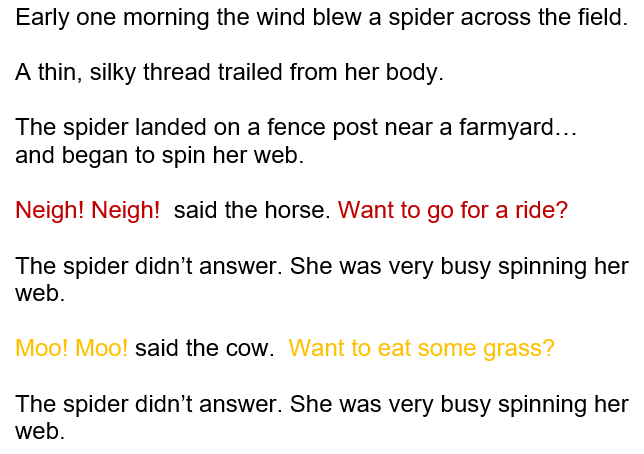 Early one morning the wind blew a spider across the field.
A thin, silky thread trailed from her body.
The spider landed on a fence post near a farmyard…
and began to spin her web.
Neigh! Neigh!  said the horse. Want to go for a ride?
The spider didn’t answer. She was very busy spinning her
web.
Moo! Moo! said the cow.  Want to eat some grass?
The spider didn’t answer. She was very busy spinning her
web.